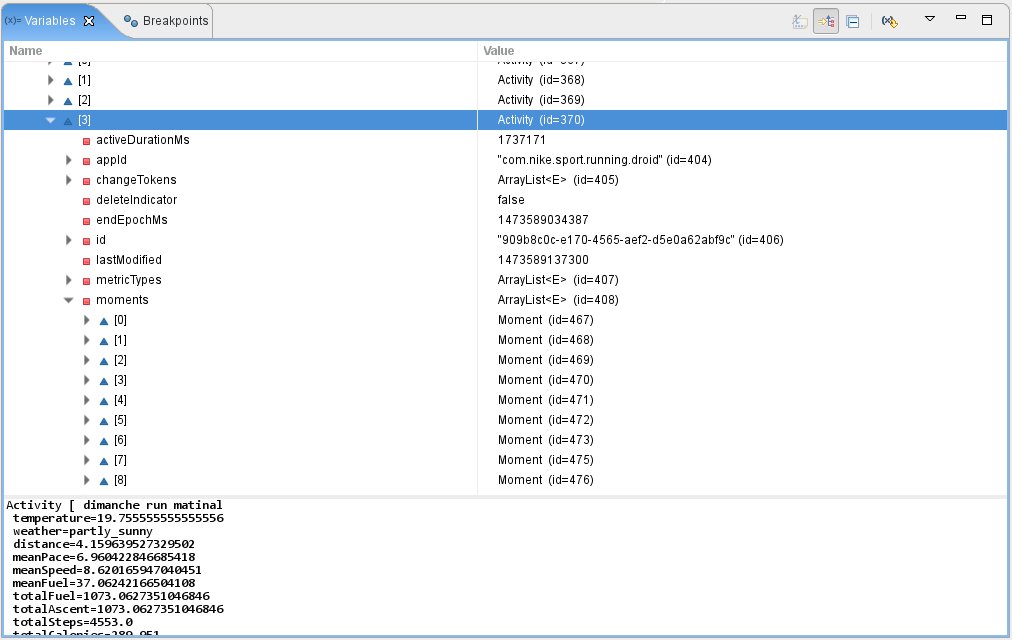 (x)= Variables Breakpoints
Name Value
[1] Activity (id=368)
[2] Activity (id=369)
[3] Activity (id=370)
activeDurationMs 1737171
appId "com.nike.sport.running.droid" (id=404)
changeTokens ArrayList<E> (id=405)
deleteIndicator false
endEpochMs 1473589034387
id "909b8c0c-e170-4565-aef2-d5e0a62abf9c" (id=406)
lastModified 1473589137300
metricTypes ArrayList<E> (id=407)
moments ArrayList<E> (id=408)
[0] Moment (id=467)
[1] Moment (id=468)
[2] Moment (id=469)
[3] Moment (id=470)
[4] Moment (id=471)
[5] Moment (id=472)
[6] Moment (id=473)
[7] Moment (id=475)
[8] Moment (id=476)
Activity [ dimanche run matinal
temperature=19.755555555555556
weather=partly_sunny
distance=4.159639527329502
meanPace=6.960422846685418
meanSpeed=8.620165947040451
meanFuel=37.06242166504108
totalFuel=1073.0627351046846
totalAscent=1073.0627351046846
totalSteps=4553.0
totalCalories=289.951